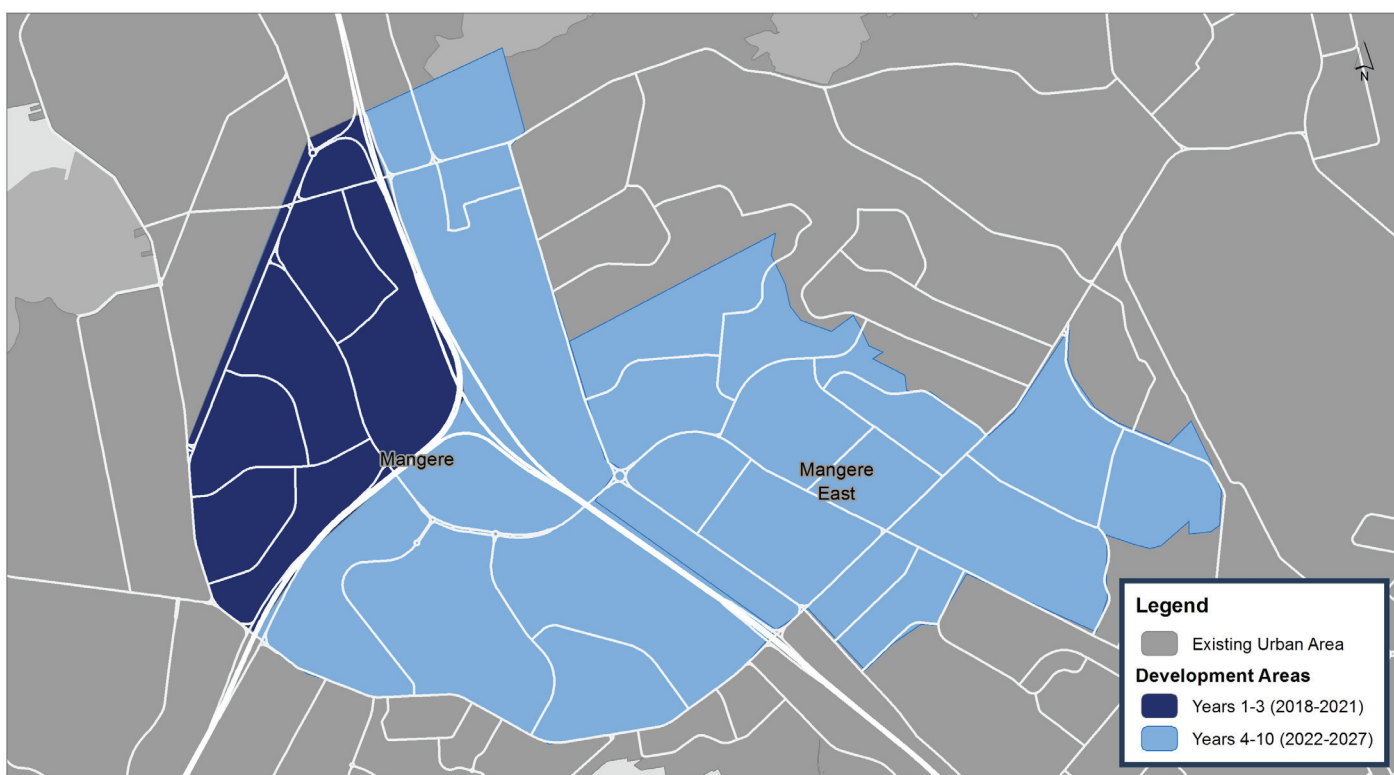 N
Mangere
Mangere
East
Legend
Existing Urban Area
Development Areas
Years 1-3 (2018-2021)
Years 4-10 (2022-2027)